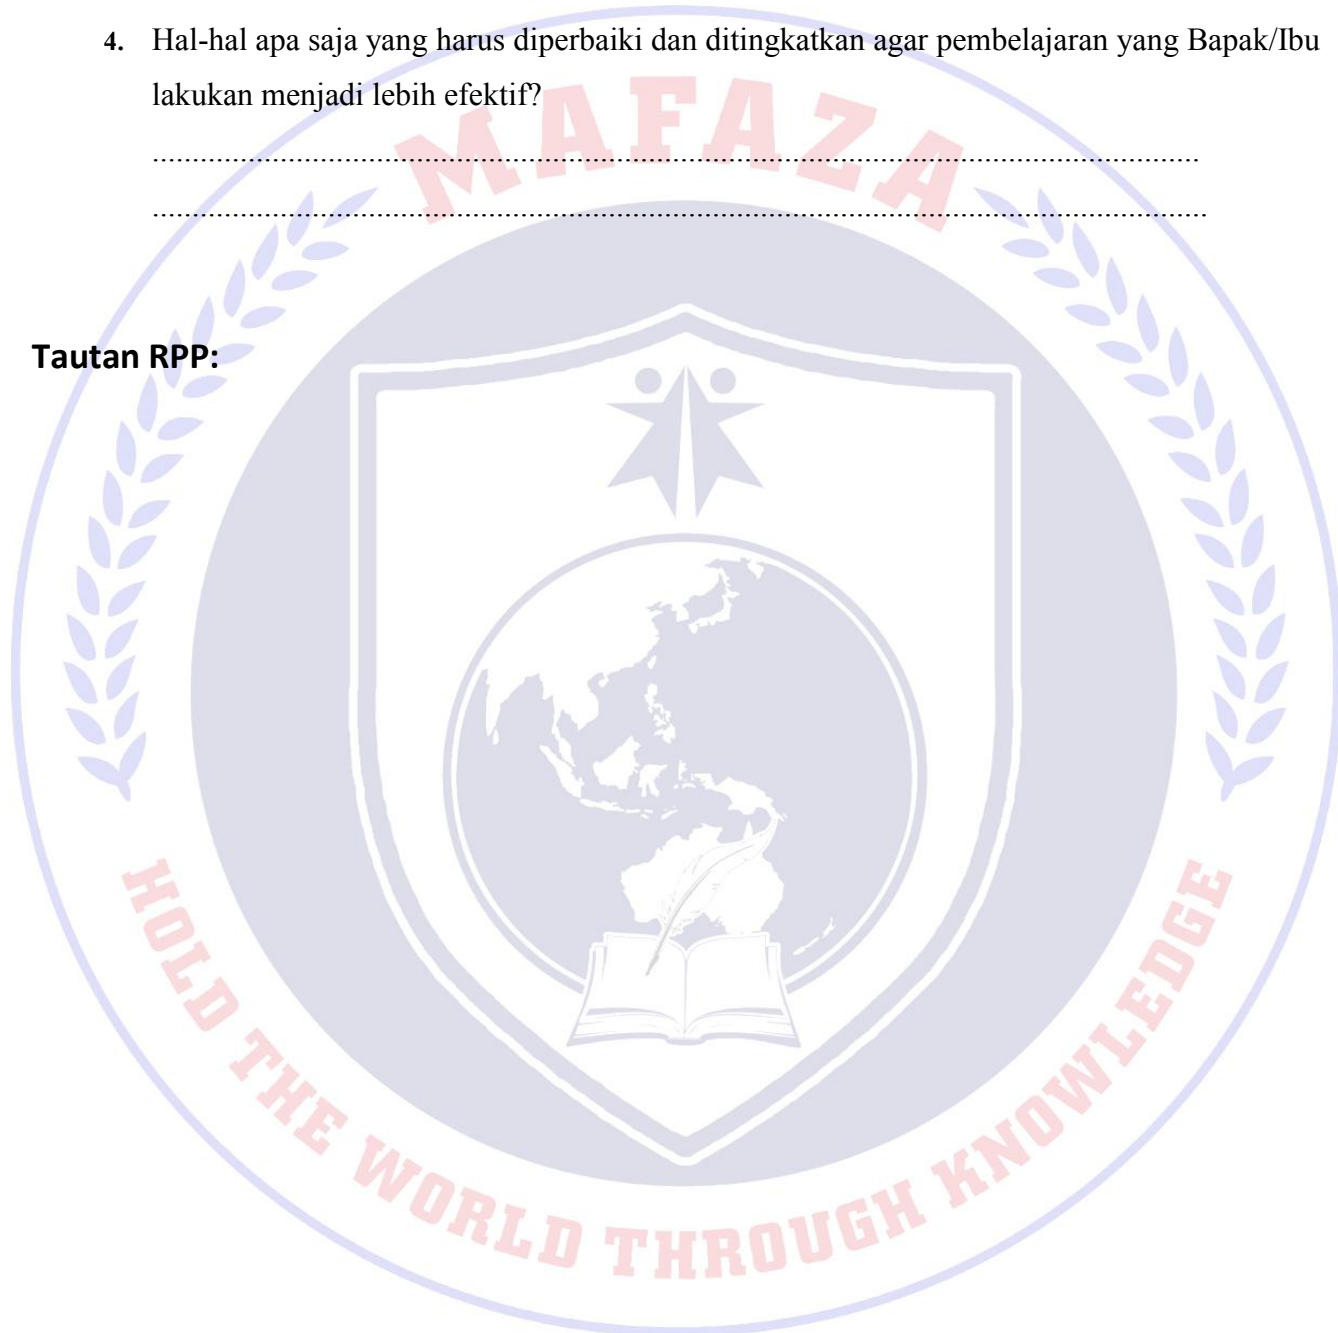 4. Hal-hal apa saja yang harus diperbaiki dan ditingkatkan agar pembelajaran yang Bapak/Ibu
lakukan menjadi lebih efektif?
..........................................................................................................................................
...........................................................................................................................................
Tautan RPP:
MAFAZA
HOLD THE WORLD THROUGH KNOWLEDGE